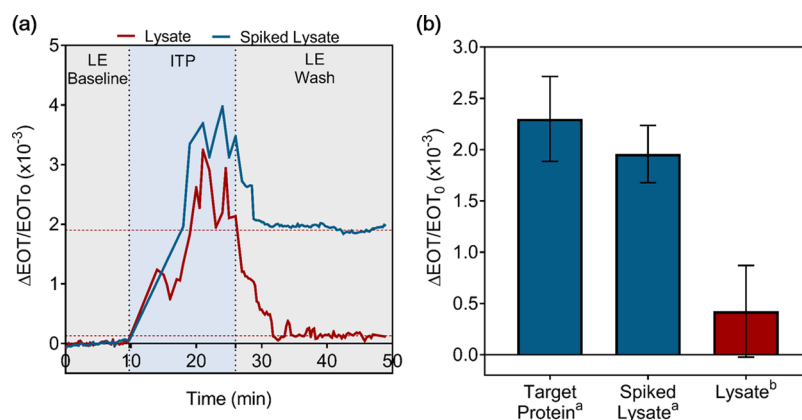 (a)
Lysate Spiked Lysate
LE
Baseline
ITP
LE
Wash
ΔEOT/EOTo (x10⁻³)
5
4
3
2
1
0
0 10 20 30 40 50
Time (min)
(b)
ΔEOT/EOT₀ (x10⁻³)
3.0
2.5
2.0
1.5
1.0
0.5
0.0
Target
Proteinᵃ
Spiked
Lysateᵃ
Lysateᵇ